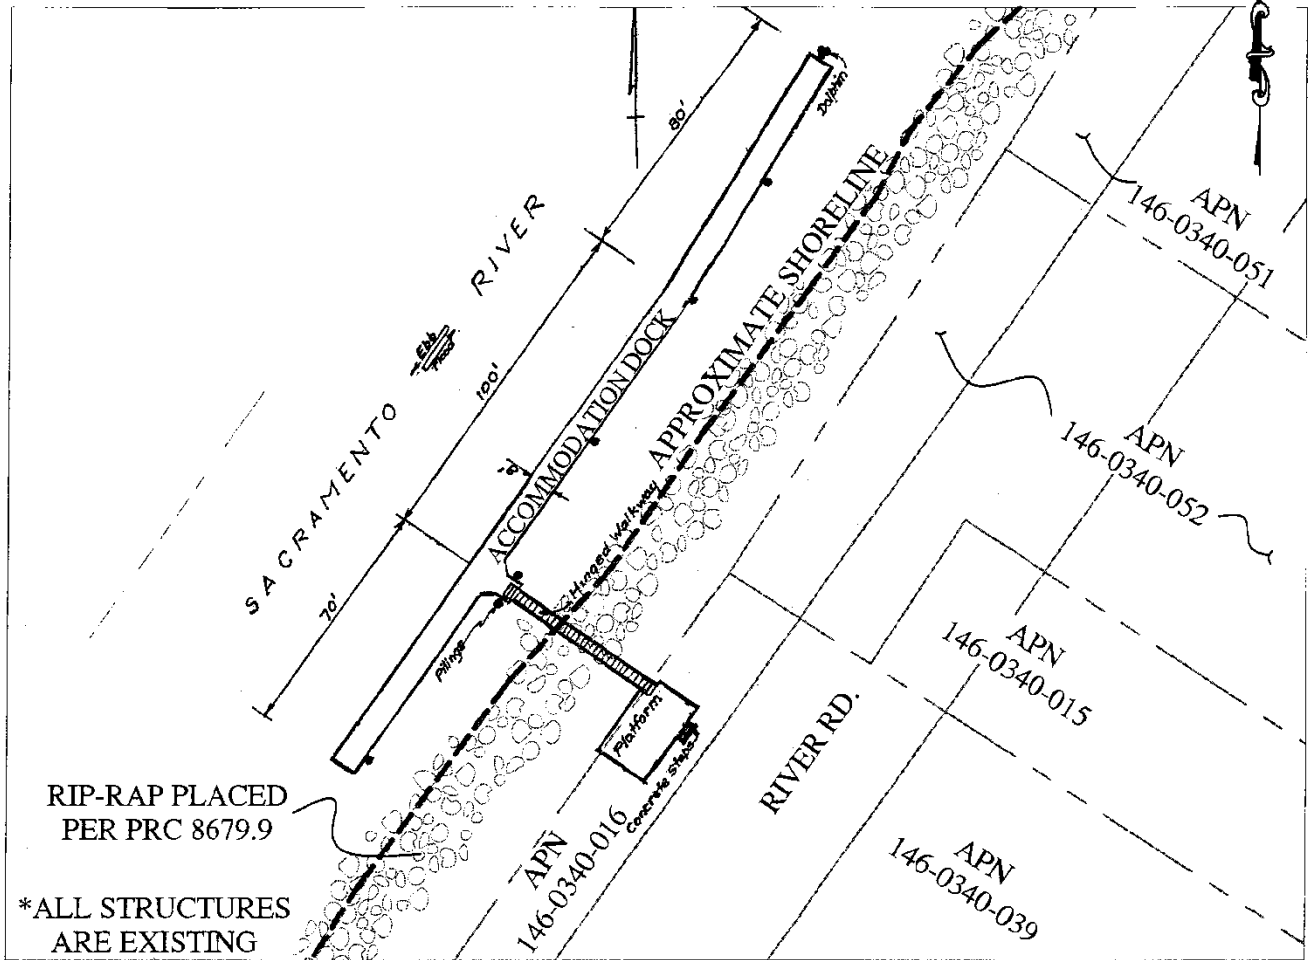 80'
Dolphin
SACRAMENTO RIVER
Ebb
Flood
100'
70'
ACCOMMODATION DOCK
APPROXIMATE SHORELINE
Hinged Walkway
Pilings
Platform
Concrete Steps
RIVER RD.
APN
146-0340-051
APN
146-0340-052
APN
146-0340-015
APN
146-0340-039
APN
146-0340-016
RIP-RAP PLACED
PER PRC 8679.9
*ALL STRUCTURES
ARE EXISTING